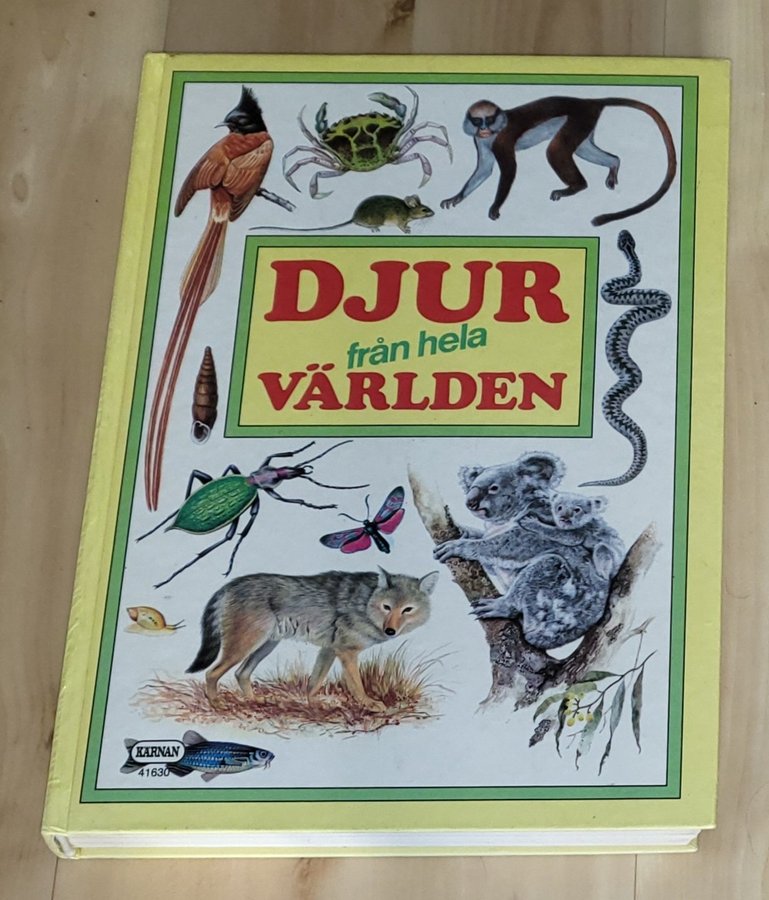 DJUR
från hela
VÄRLDEN
KÄRNAN
41630